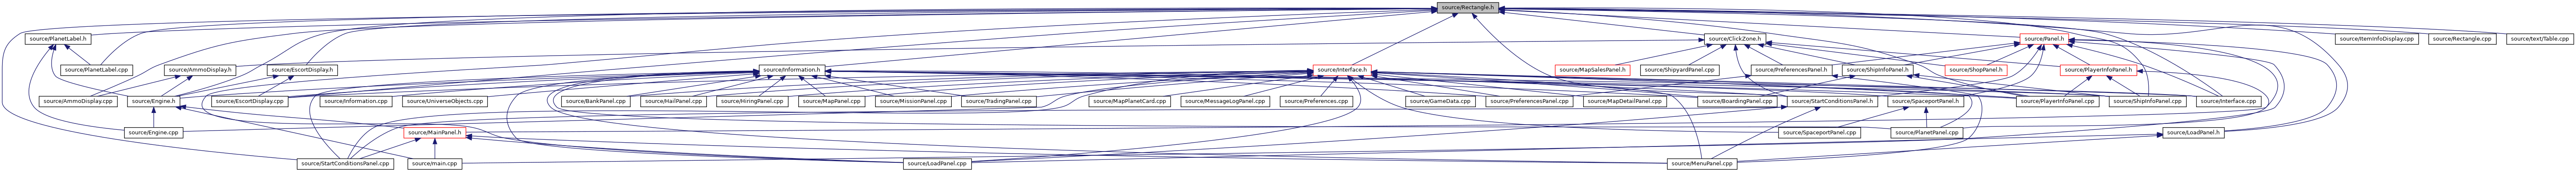 source/Rectangle.h
source/PlanetLabel.h
source/ClickZone.h
source/Panel.h
source/ItemInfoDisplay.cpp
source/Rectangle.cpp
source/text/Table.cpp
source/PlanetLabel.cpp
source/AmmoDisplay.h
source/EscortDisplay.h
source/Information.h
source/Interface.h
source/MapSalesPanel.h
source/ShipyardPanel.cpp
source/PreferencesPanel.h
source/ShipInfoPanel.h
source/ShopPanel.h
source/PlayerInfoPanel.h
source/AmmoDisplay.cpp
source/Engine.h
source/EscortDisplay.cpp
source/Information.cpp
source/UniverseObjects.cpp
source/BankPanel.cpp
source/HailPanel.cpp
source/HiringPanel.cpp
source/MapPanel.cpp
source/MissionPanel.cpp
source/TradingPanel.cpp
source/MapPlanetCard.cpp
source/MessageLogPanel.cpp
source/Preferences.cpp
source/GameData.cpp
source/PreferencesPanel.cpp
source/MapDetailPanel.cpp
source/BoardingPanel.cpp
source/StartConditionsPanel.h
source/SpaceportPanel.h
source/PlayerInfoPanel.cpp
source/ShipInfoPanel.cpp
source/Interface.cpp
source/Engine.cpp
source/MainPanel.h
source/SpaceportPanel.cpp
source/PlanetPanel.cpp
source/LoadPanel.h
source/StartConditionsPanel.cpp
source/main.cpp
source/LoadPanel.cpp
source/MenuPanel.cpp